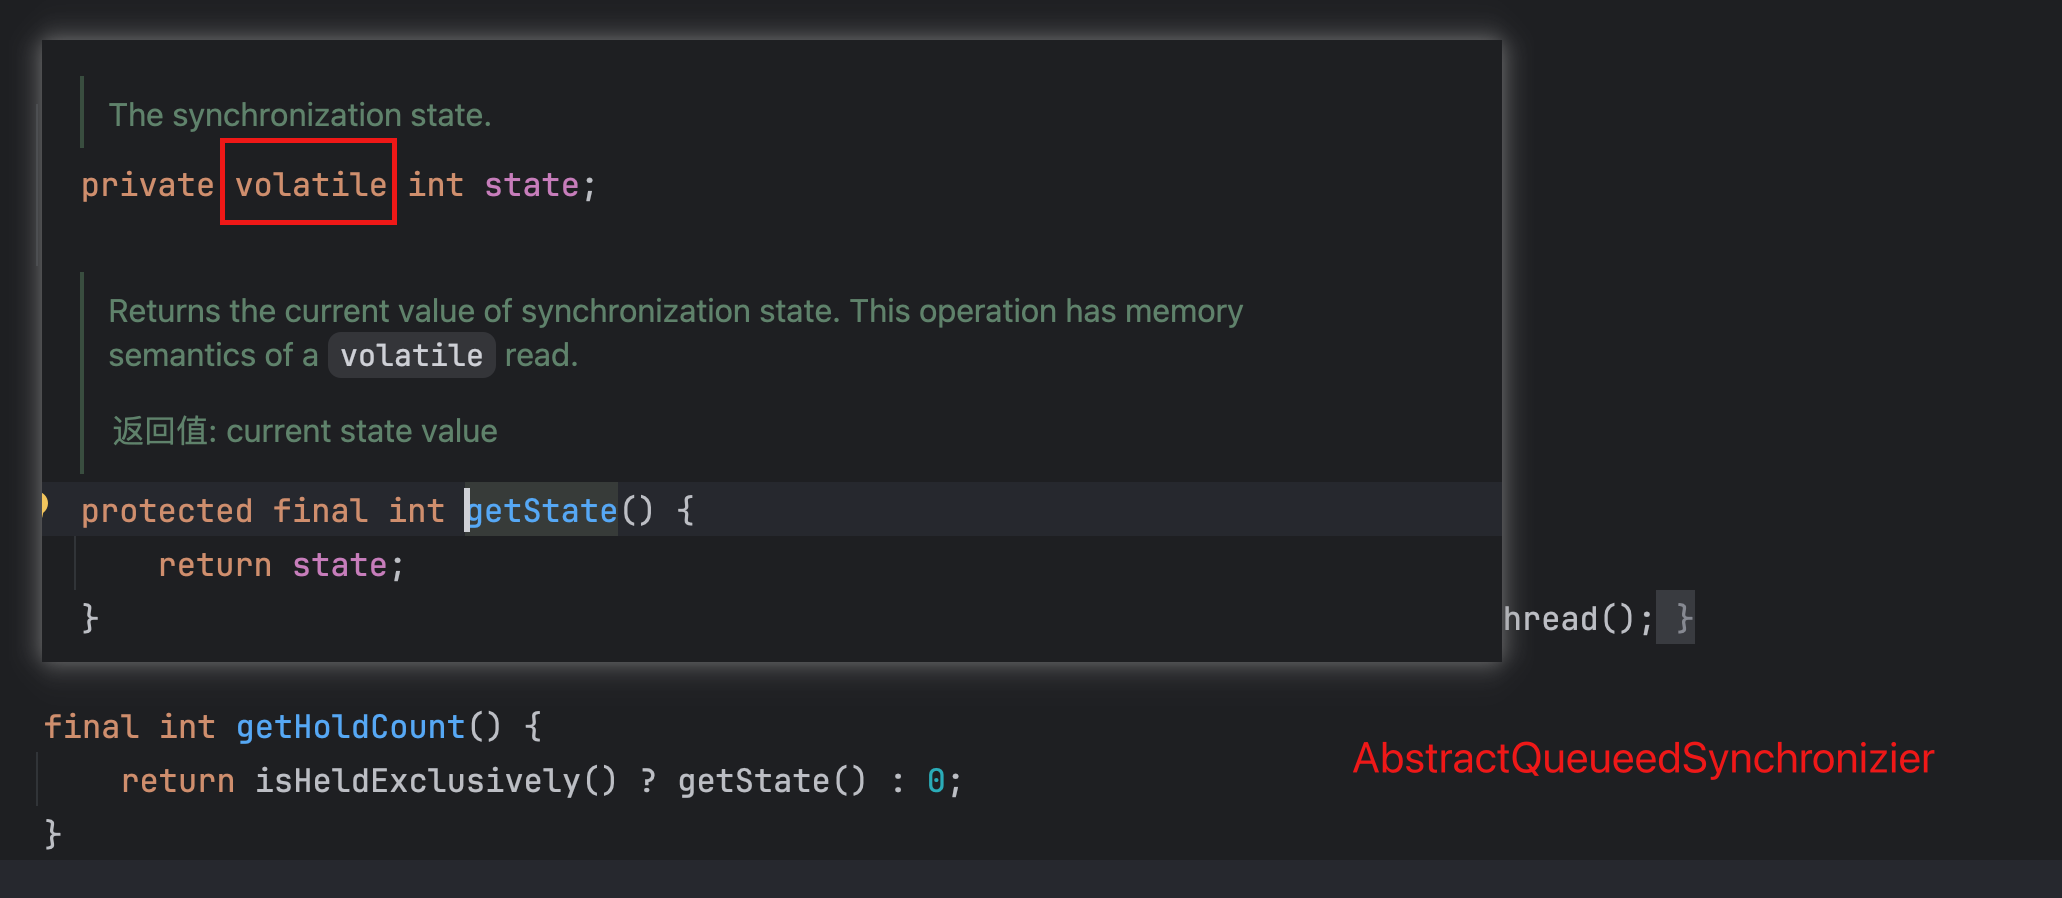 The synchronization state.
private volatile int state;
Returns the current value of synchronization state. This operation has memory
semantics of a volatile read.
返回值: current state value
protected final int getState() {
return state;
}
hread(); }
final int getHoldCount() {
return isHeldExclusively() ? getState() : 0;
}
AbstractQueueedSynchronizier